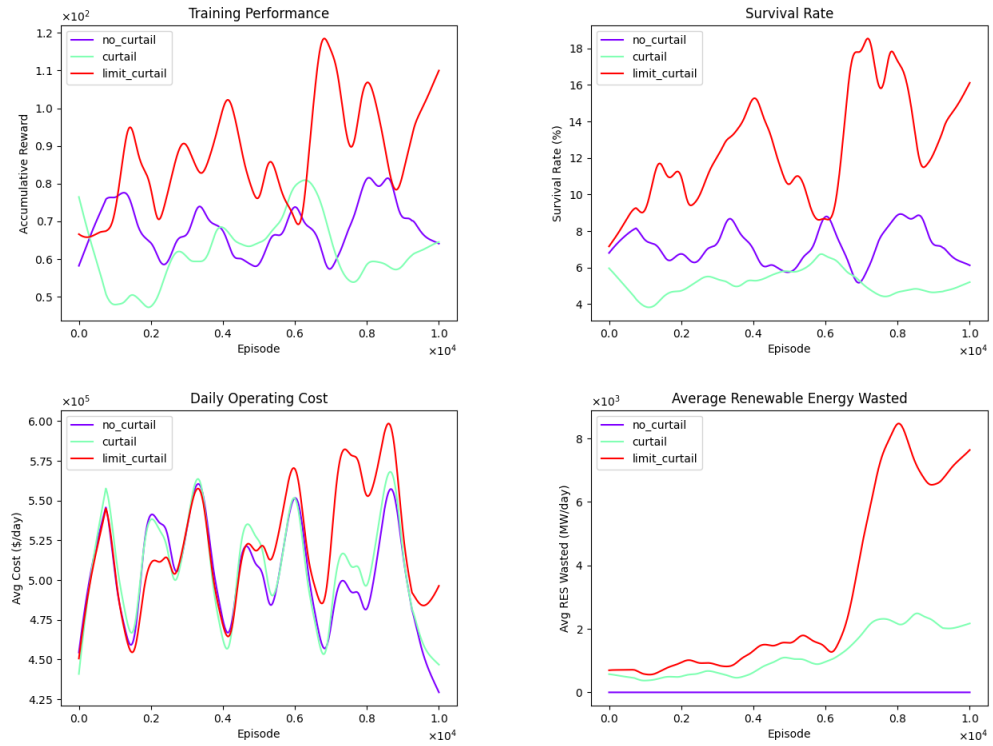 Training Performance
×10²
1.2
1.1
1.0
0.9
0.8
0.7
0.6
0.5
Accumulative Reward
no_curtail
curtail
limit_curtail
0.0 0.2 0.4 0.6 0.8 1.0
Episode
×10⁴
Survival Rate
18
16
14
12
10
8
6
4
Survival Rate (%)
no_curtail
curtail
limit_curtail
0.0 0.2 0.4 0.6 0.8 1.0
Episode
×10⁴
Daily Operating Cost
×10⁵
6.00
5.75
5.50
5.25
5.00
4.75
4.50
4.25
Avg Cost ($/day)
no_curtail
curtail
limit_curtail
0.0 0.2 0.4 0.6 0.8 1.0
Episode
×10⁴
Average Renewable Energy Wasted
×10³
8
6
4
2
0
Avg RES Wasted (MW/day)
no_curtail
curtail
limit_curtail
0.0 0.2 0.4 0.6 0.8 1.0
Episode
×10⁴